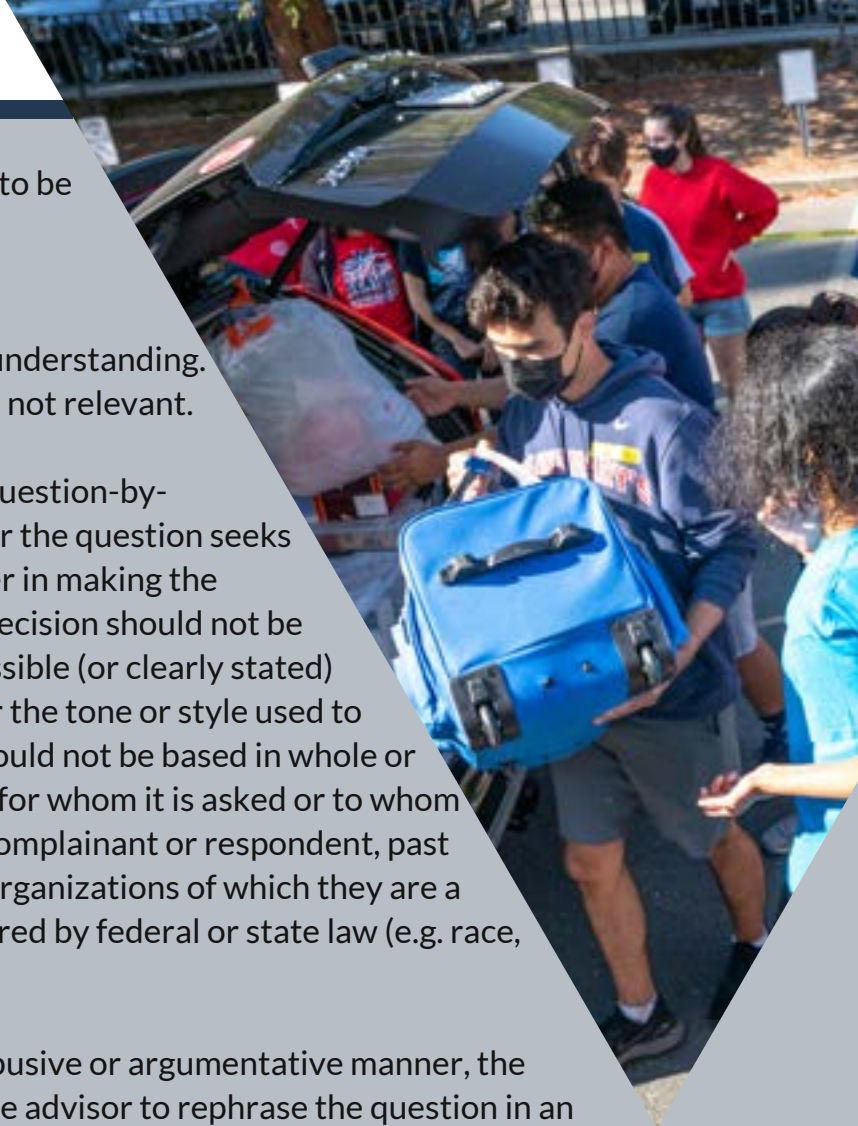 to be
understanding.
not relevant.
uestion-by-
r the question seeks
er in making the
ecision should not be
ssible (or clearly stated)
r the tone or style used to
ould not be based in whole or
for whom it is asked or to whom
omplainant or respondent, past
rganizations of which they are a
red by federal or state law (e.g. race,
busive or argumentative manner, the
e advisor to rephrase the question in an